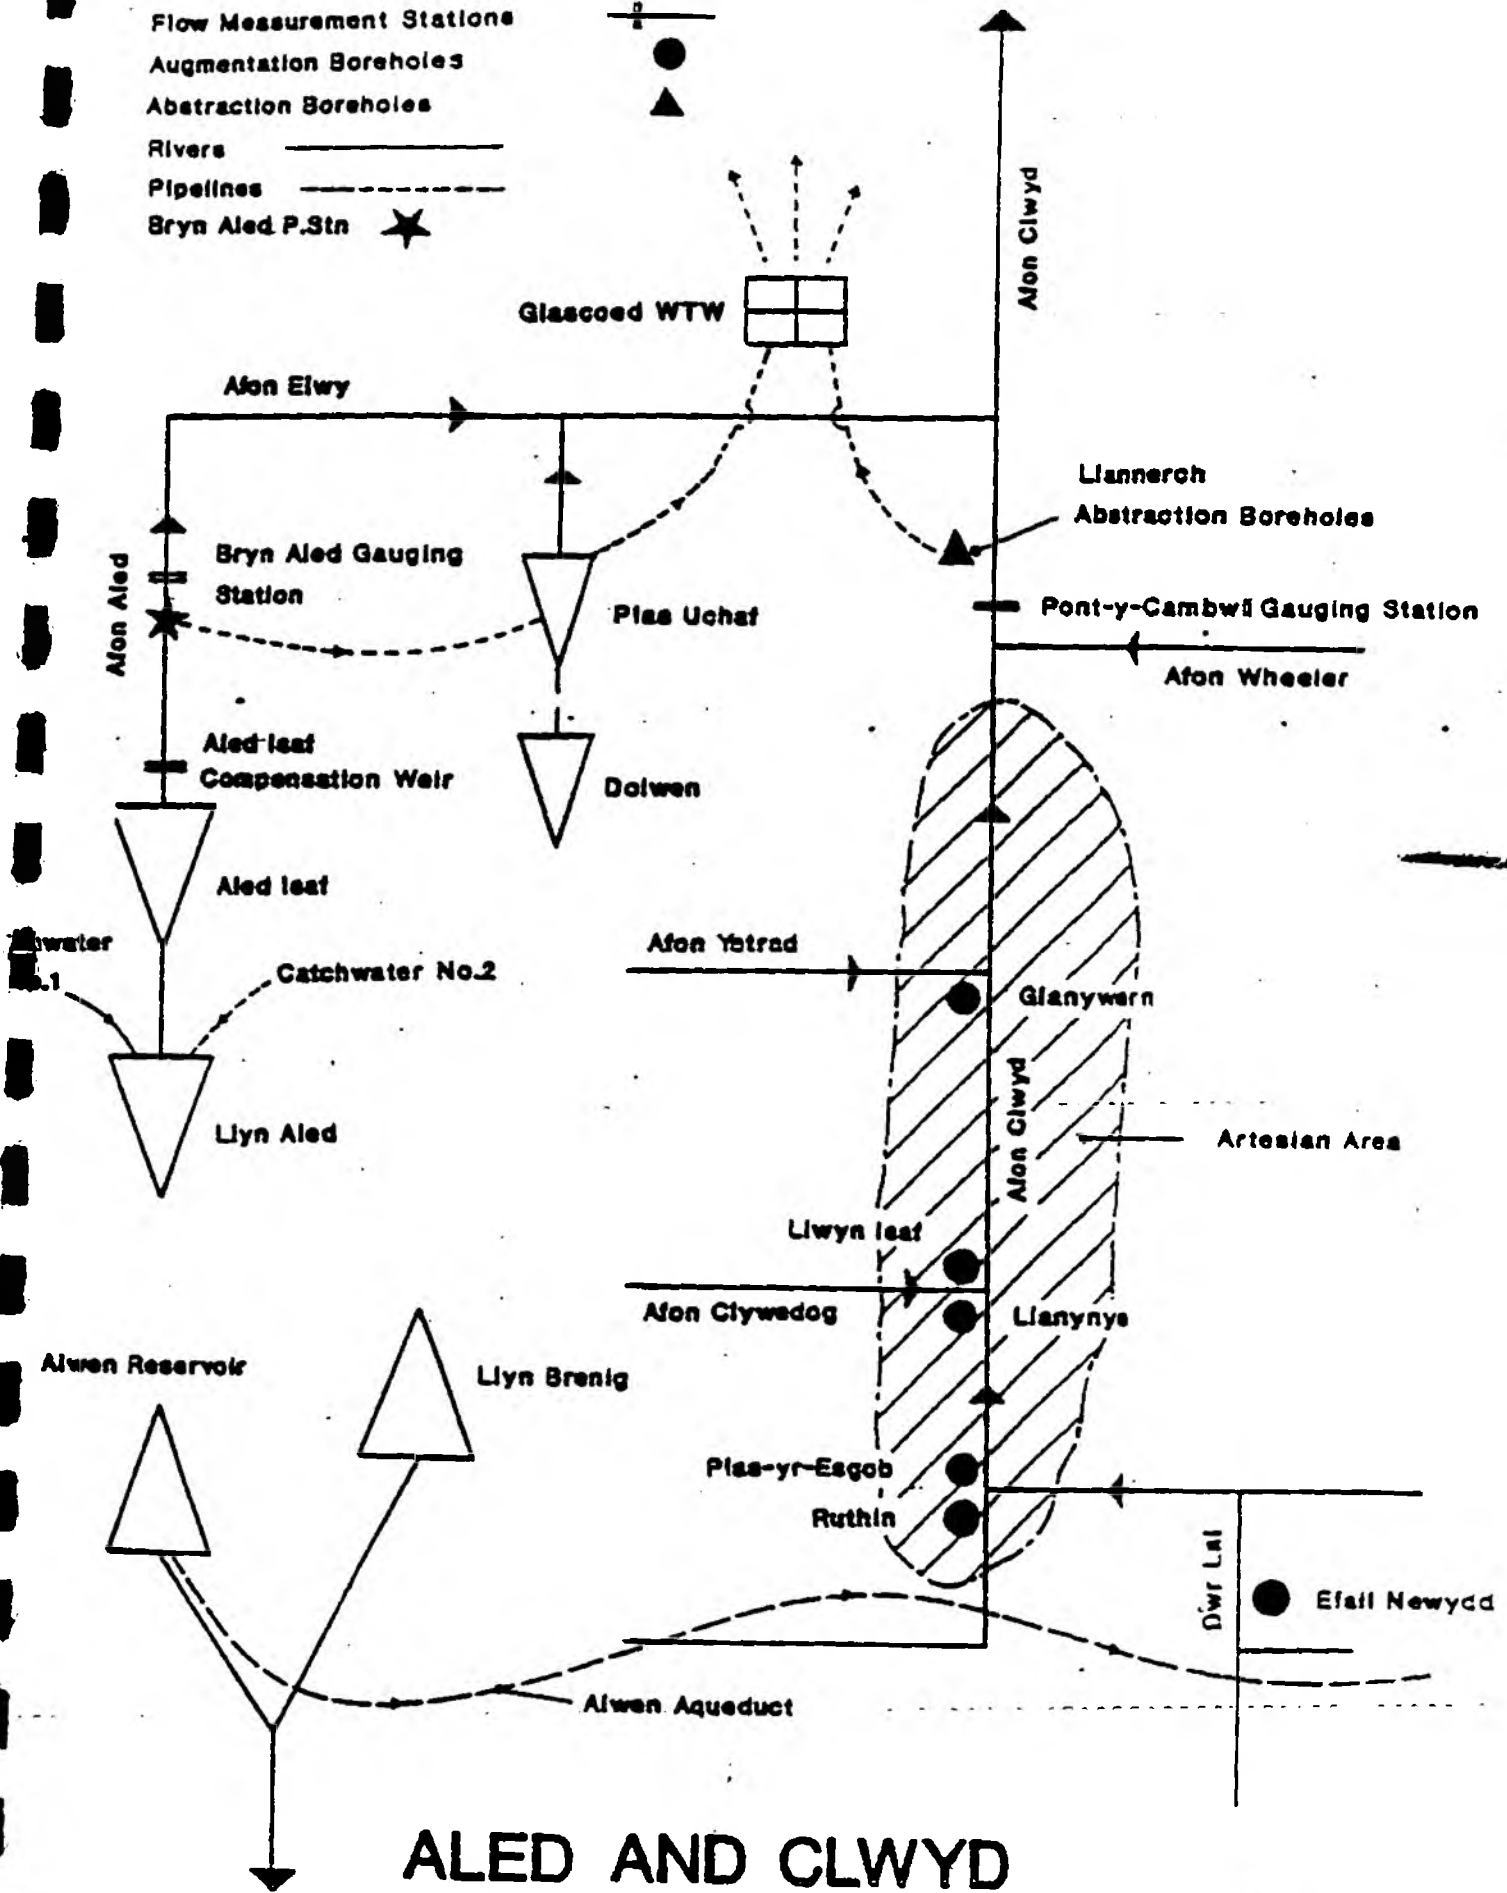 Flow Measurement Stations
Augmentation Boreholes
Abstraction Boreholes
Rivers
Pipelines
Bryn Aled P.Stn
Afon Clwyd
Glascoed WTW
Afon Elwy
Llannerch
Abstraction Boreholes
Bryn Aled Gauging
Station
Afon Aled
Plas Uchaf
Pont-y-Cambwll Gauging Station
Afon Wheeler
Aled Isaf
Compensation Weir
Dolwen
Aled Isaf
Afon Ystrad
Catchwater No.2
Glanywern
Afon Clwyd
Llyn Aled
Artesian Area
Llwyn Isaf
Afon Clywedog
Llanynys
Alwen Reservoir
Llyn Brenig
Plas-yr-Esgob
Ruthin
Dwr Ial
Efail Newydd
Alwen Aqueduct
ALED AND CLWYD